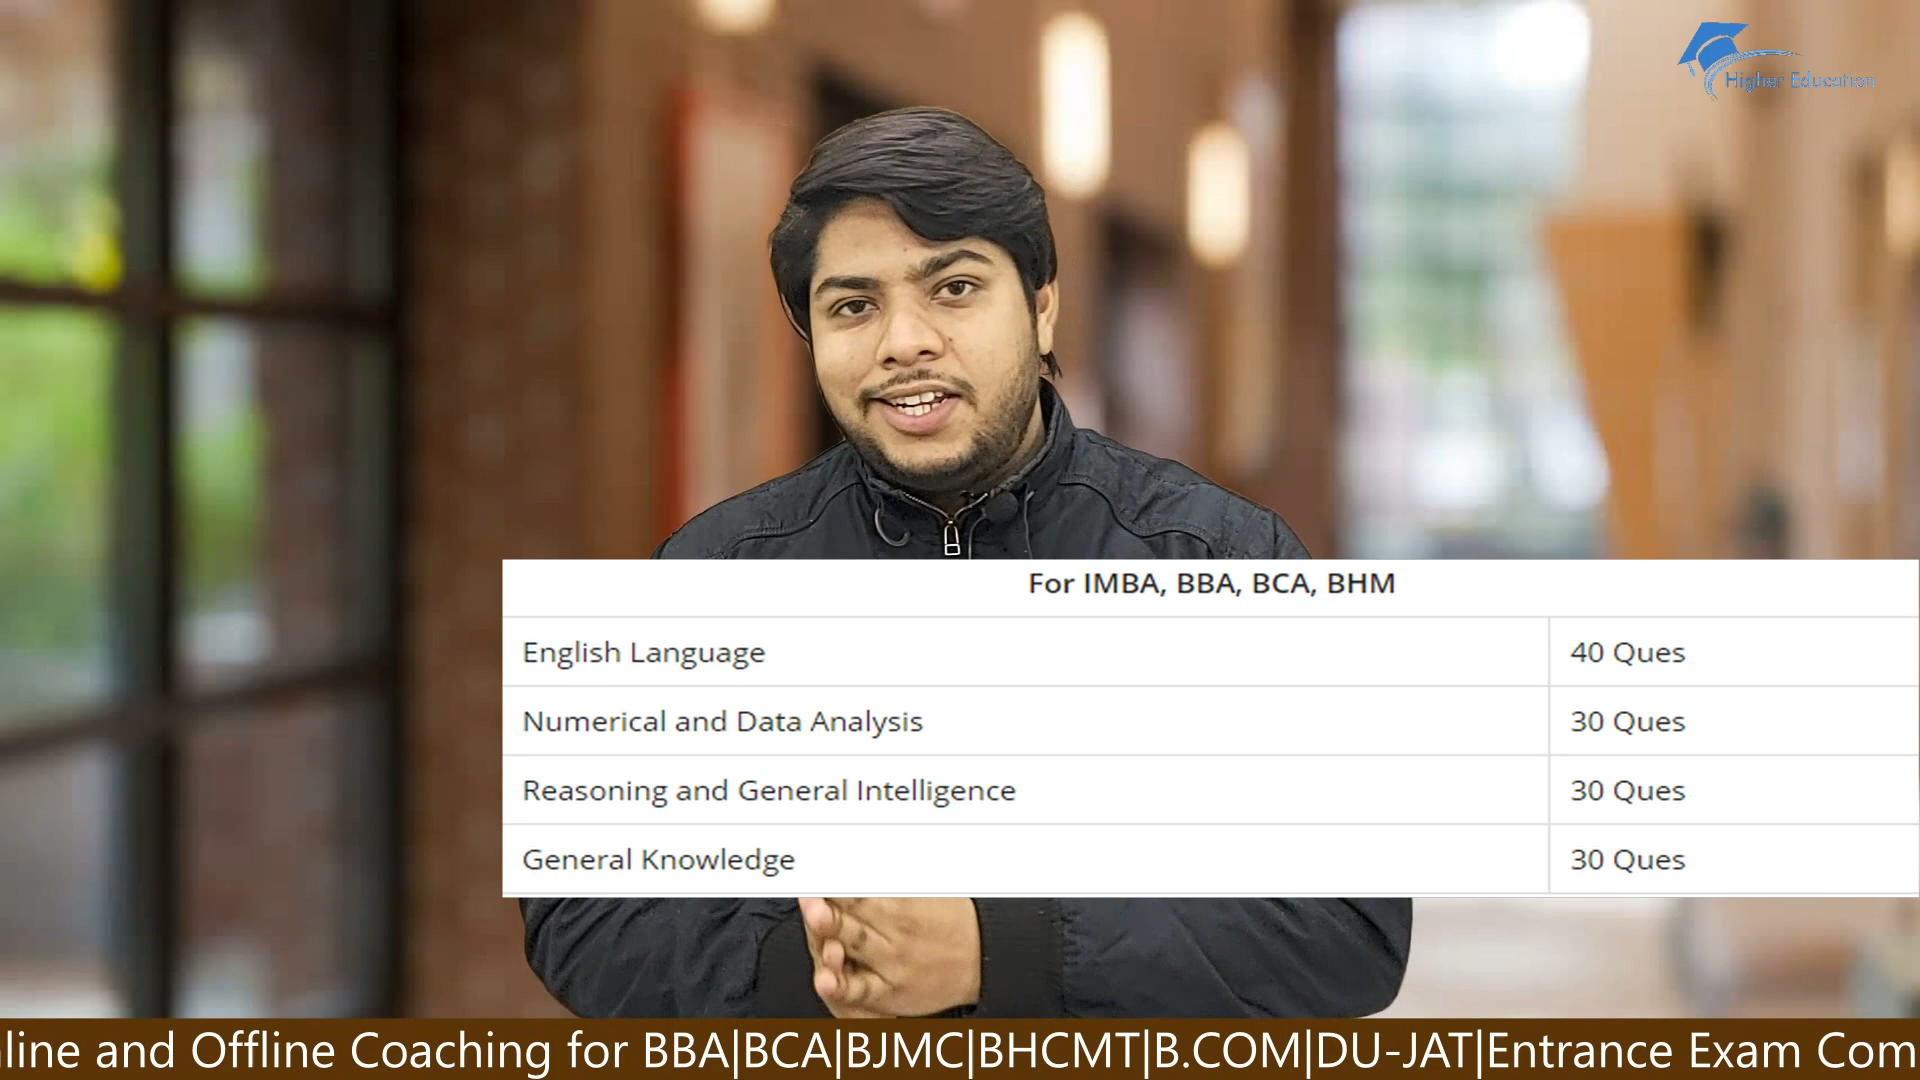 Higher Education
For IMBA, BBA, BCA, BHM
English Language 40 Ques
Numerical and Data Analysis 30 Ques
Reasoning and General Intelligence 30 Ques
General Knowledge 30 Ques
line and Offline Coaching for BBA|BCA|BJMC|BHCMT|B.COM|DU-JAT|Entrance Exam Com